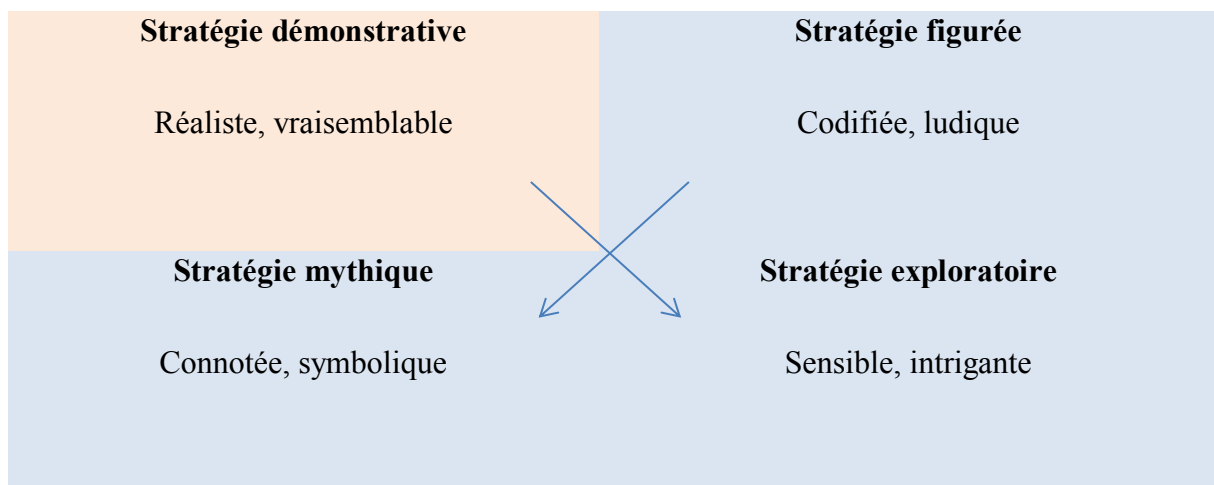 Stratégie démonstrative
Stratégie figurée
Réaliste, vraisemblable
Codifiée, ludique
Stratégie mythique
Stratégie exploratoire
Connotée, symbolique
Sensible, intrigante